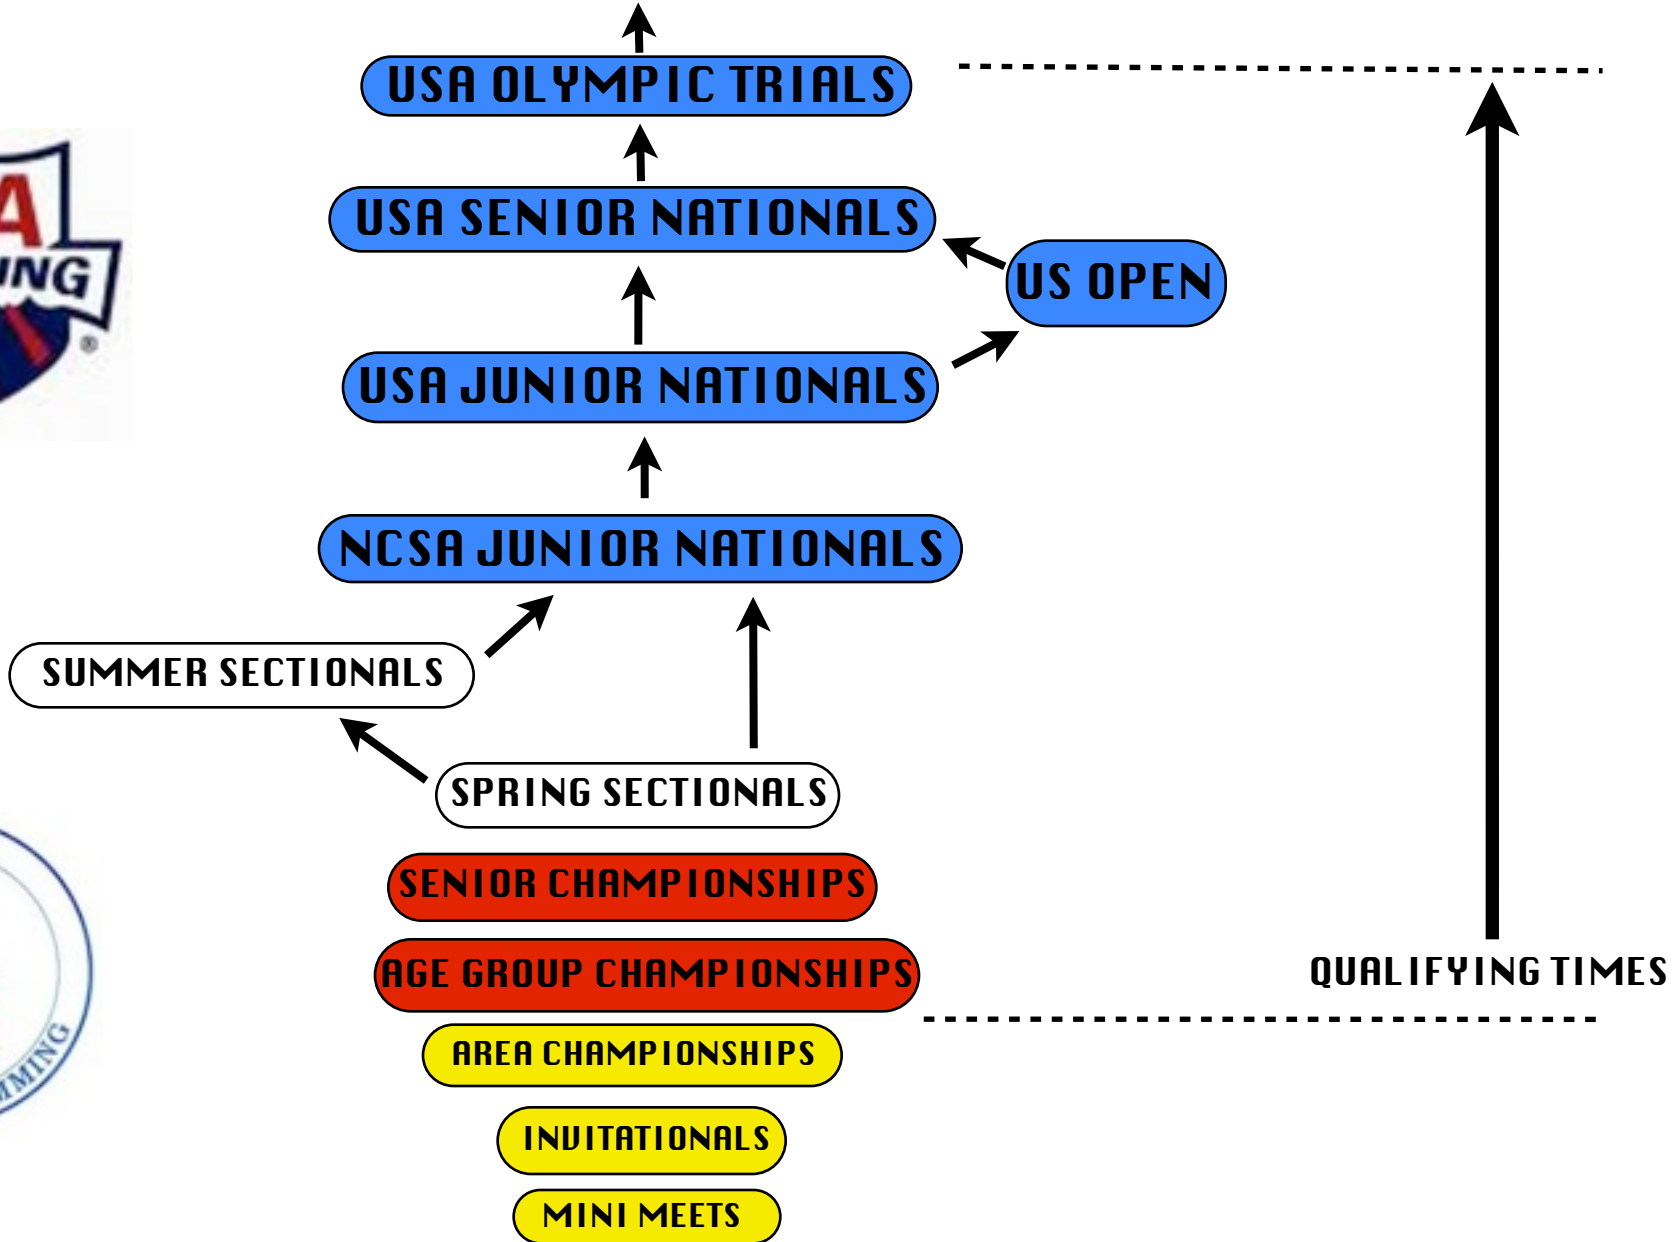 USA OLYMPIC TRIALS
USA SENIOR NATIONALS
US OPEN
USA JUNIOR NATIONALS
NCSA JUNIOR NATIONALS
SUMMER SECTIONALS
SPRING SECTIONALS
SENIOR CHAMPIONSHIPS
AGE GROUP CHAMPIONSHIPS
QUALIFYING TIMES
AREA CHAMPIONSHIPS
INVITATIONALS
MINI MEETS